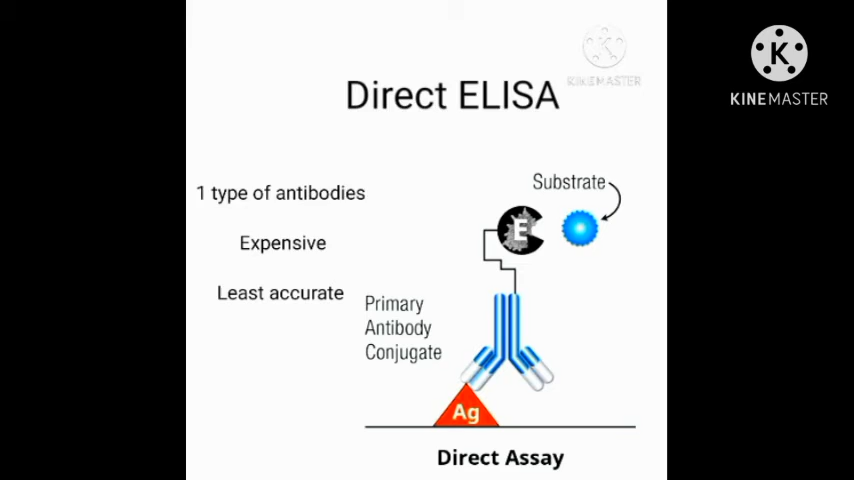 KINEMASTER
K
KINEMASTER
Direct ELISA
1 type of antibodies
Expensive
Least accurate
Substrate
E
Primary
Antibody
Conjugate
Ag
Direct Assay